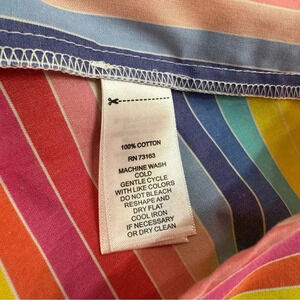 100% COTTON
RN 73163
MACHINE WASH
COLD
GENTLE CYCLE
WITH LIKE COLORS
DO NOT BLEACH
RESHAPE AND
DRY FLAT
COOL IRON
IF NECESSARY
OR DRY CLEAN